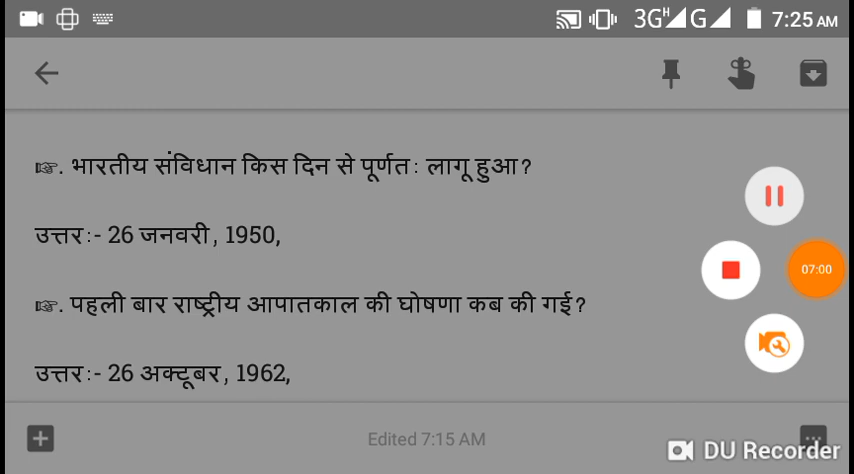 3G H G 7:25 AM
☞. भारतीय संविधान किस दिन से पूर्णत: लागू हुआ?
उत्तर:- 26 जनवरी, 1950,
☞. पहली बार राष्ट्रीय आपातकाल की घोषणा कब की गई?
07:00
उत्तर:- 26 अक्टूबर, 1962,
Edited 7:15 AM
DU Recorder